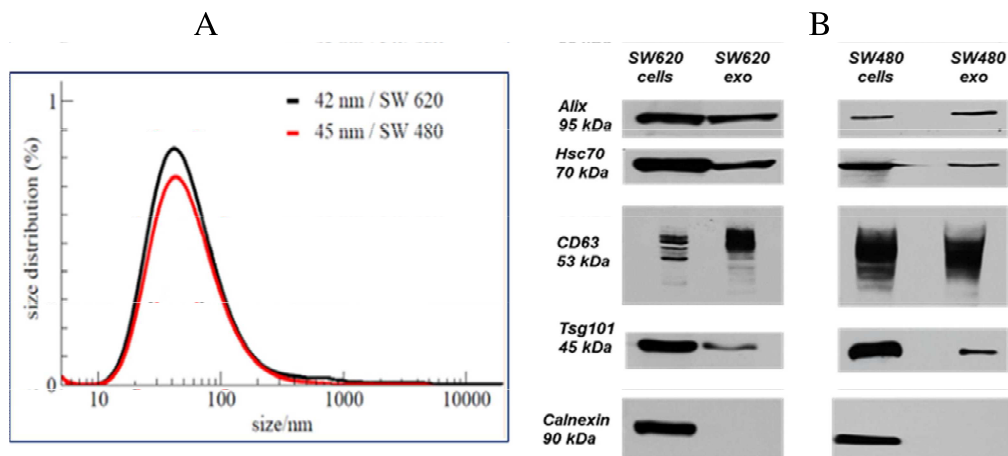 A
B
1
42 nm / SW 620
45 nm / SW 480
size distribution (%)
0
10
100
1000
10000
size/nm
SW620
cells
SW620
exo
SW480
cells
SW480
exo
Alix
95 kDa
Hsc70
70 kDa
CD63
53 kDa
Tsg101
45 kDa
Calnexin
90 kDa